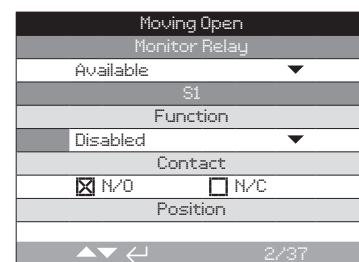 Moving Open
Monitor Relay
Available
S1
Function
Disabled
Contact
N/O N/C
Position
2/37